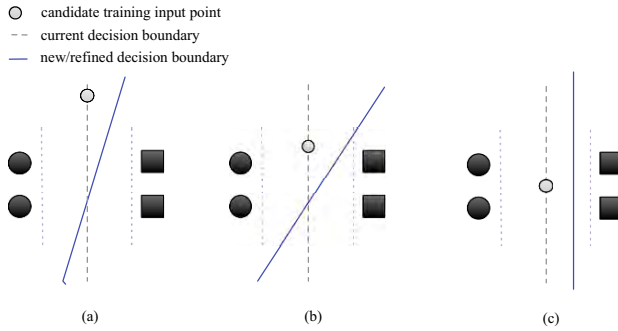 candidate training input point
current decision boundary
new/refined decision boundary
(a)
(b)
(c)